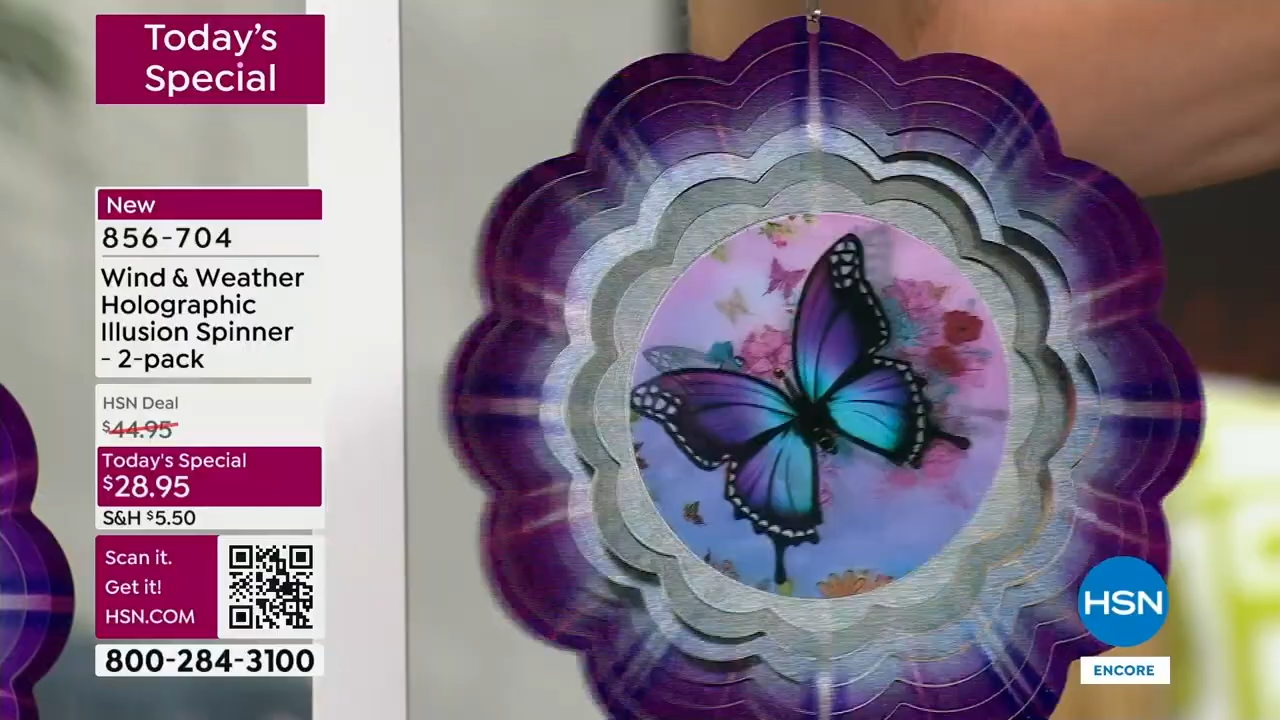 Today's
Special
New
856-704
Wind & Weather
Holographic
Illusion Spinner
- 2-pack
HSN Deal
$44.95
Today's Special
$28.95
S&H $5.50
Scan it.
Get it!
HSN.COM
800-284-3100
HSN
ENCORE